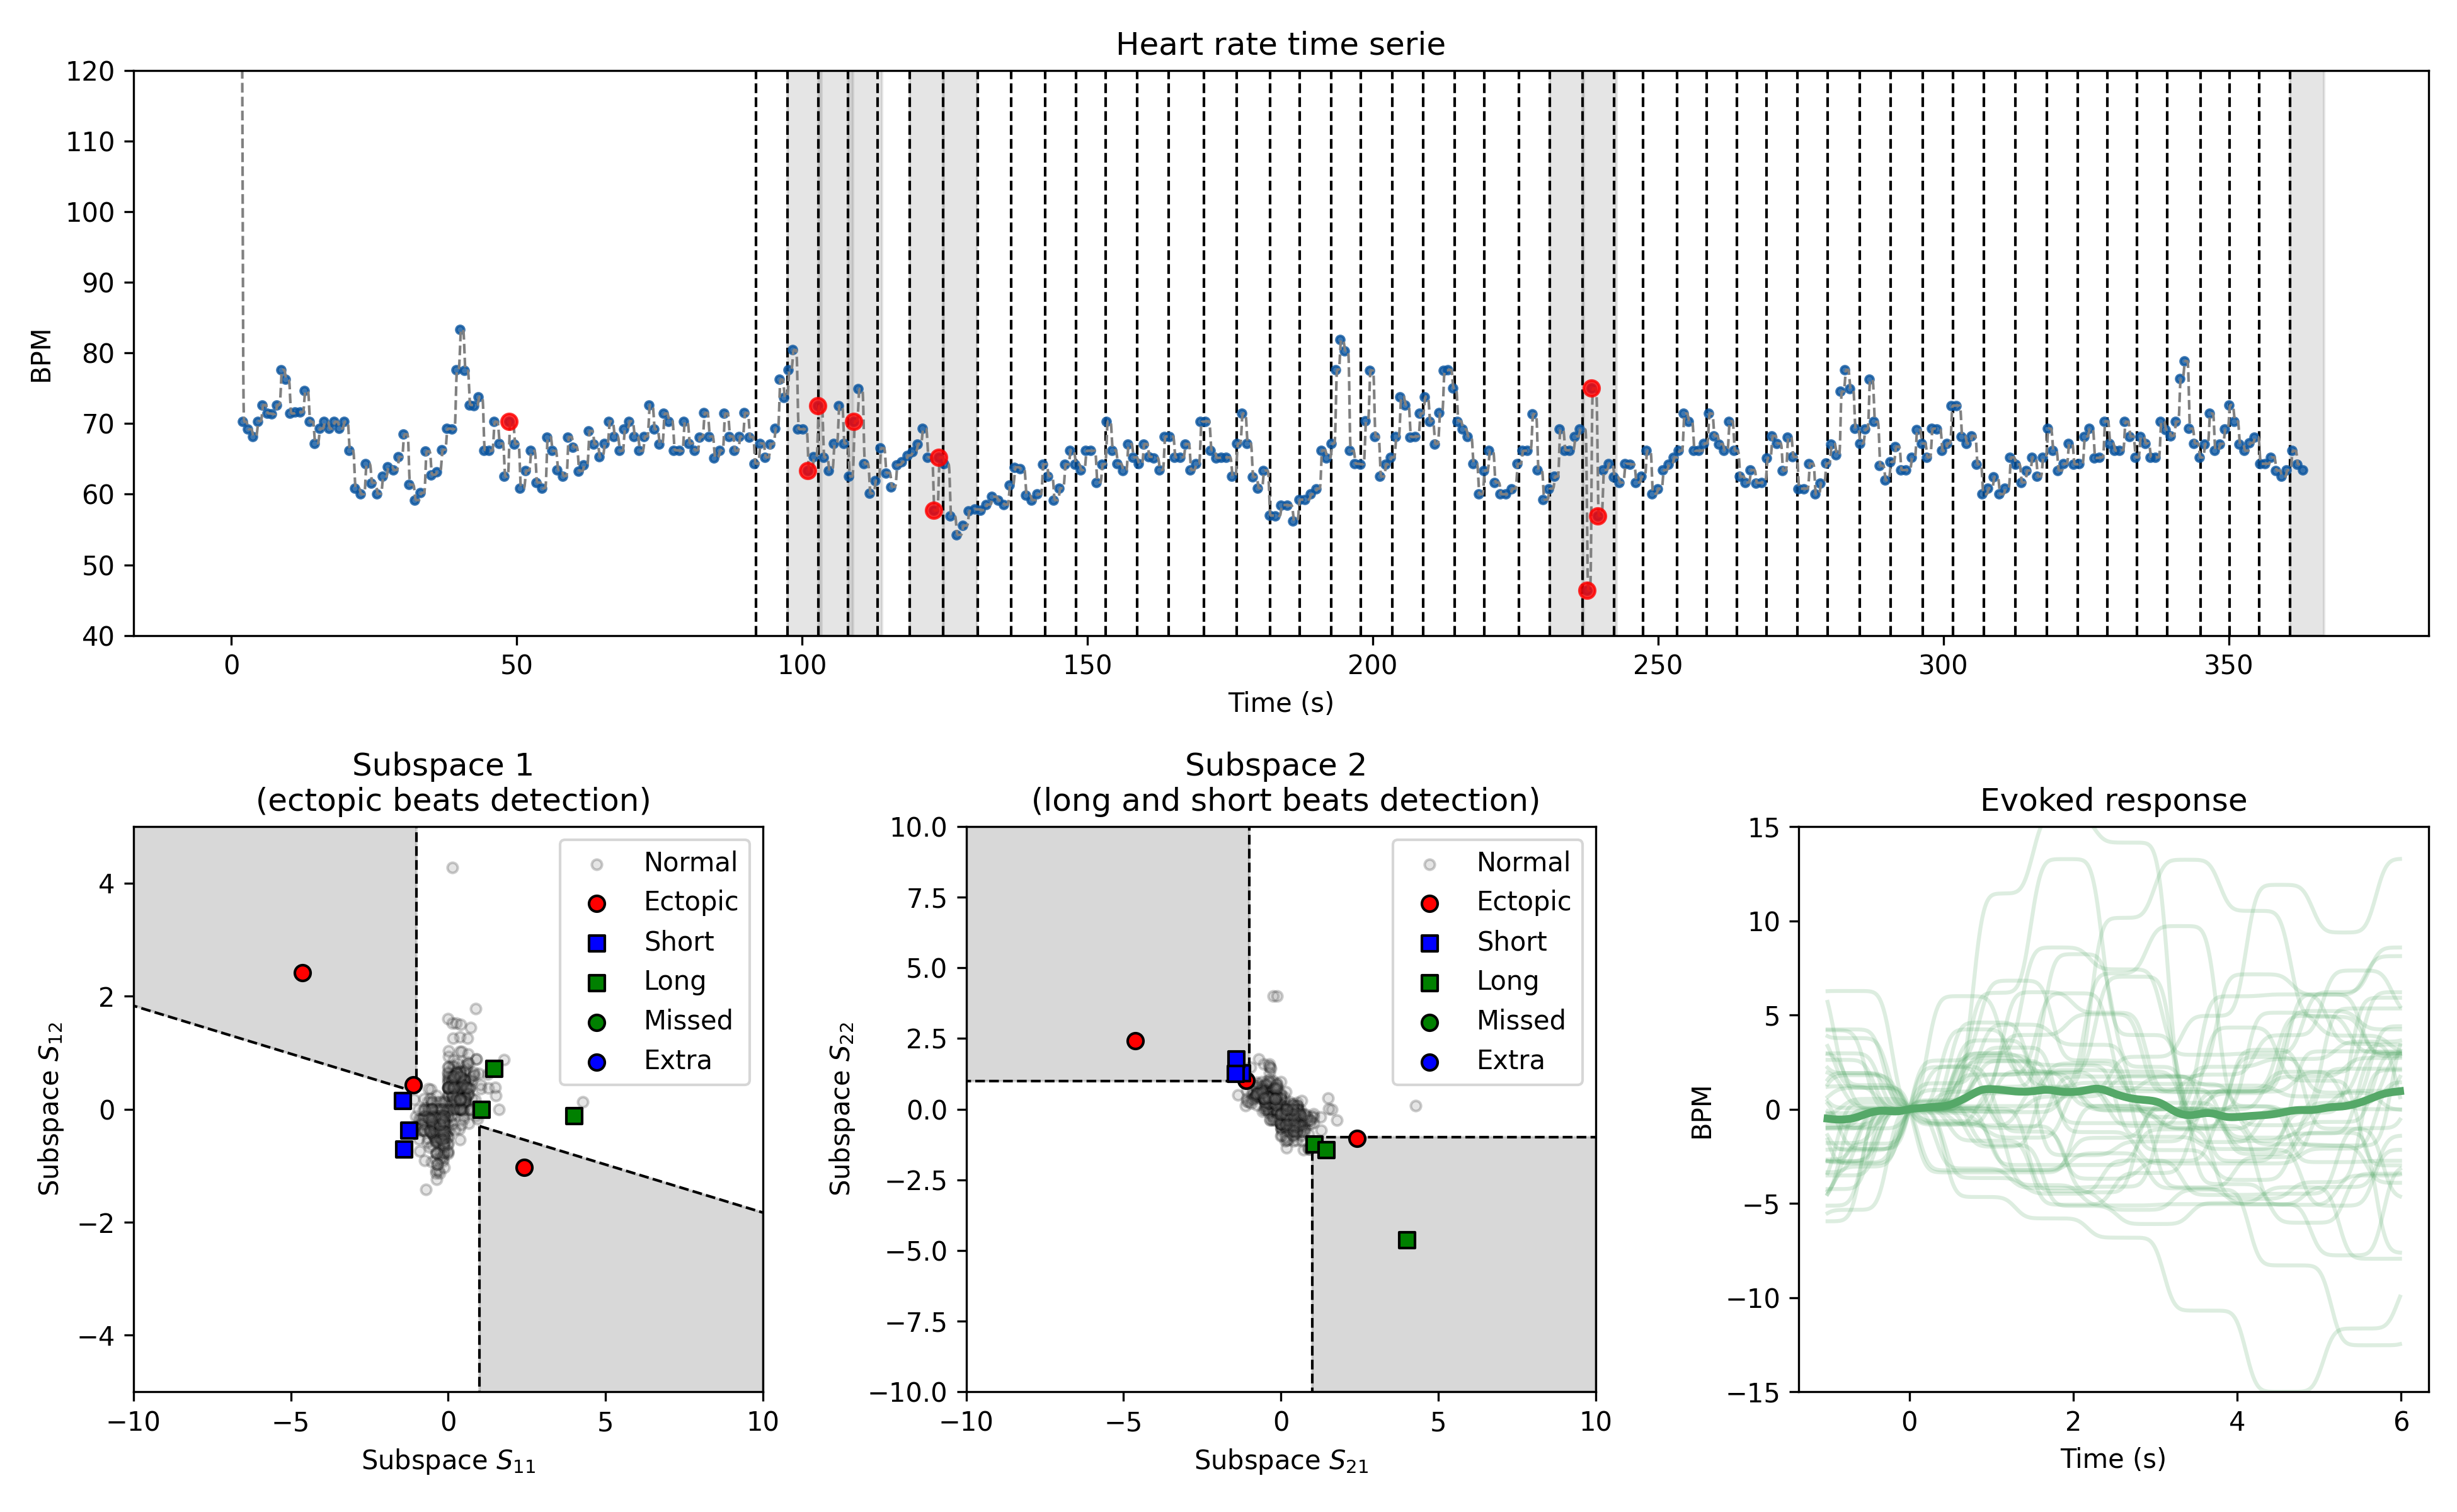 Heart rate time serie
120
110
100
90
80
70
60
50
40
BPM
0 50 100 150 200 250 300 350
Time (s)
Subspace 1
(ectopic beats detection)
4
2
0
−2
−4
Subspace S12
Normal
Ectopic
Short
Long
Missed
Extra
−10 −5 0 5 10
Subspace S11
Subspace 2
(long and short beats detection)
10.0
7.5
5.0
2.5
0.0
−2.5
−5.0
−7.5
−10.0
Subspace S22
Normal
Ectopic
Short
Long
Missed
Extra
−10 −5 0 5 10
Subspace S21
Evoked response
15
10
5
0
−5
−10
−15
BPM
0 2 4 6
Time (s)